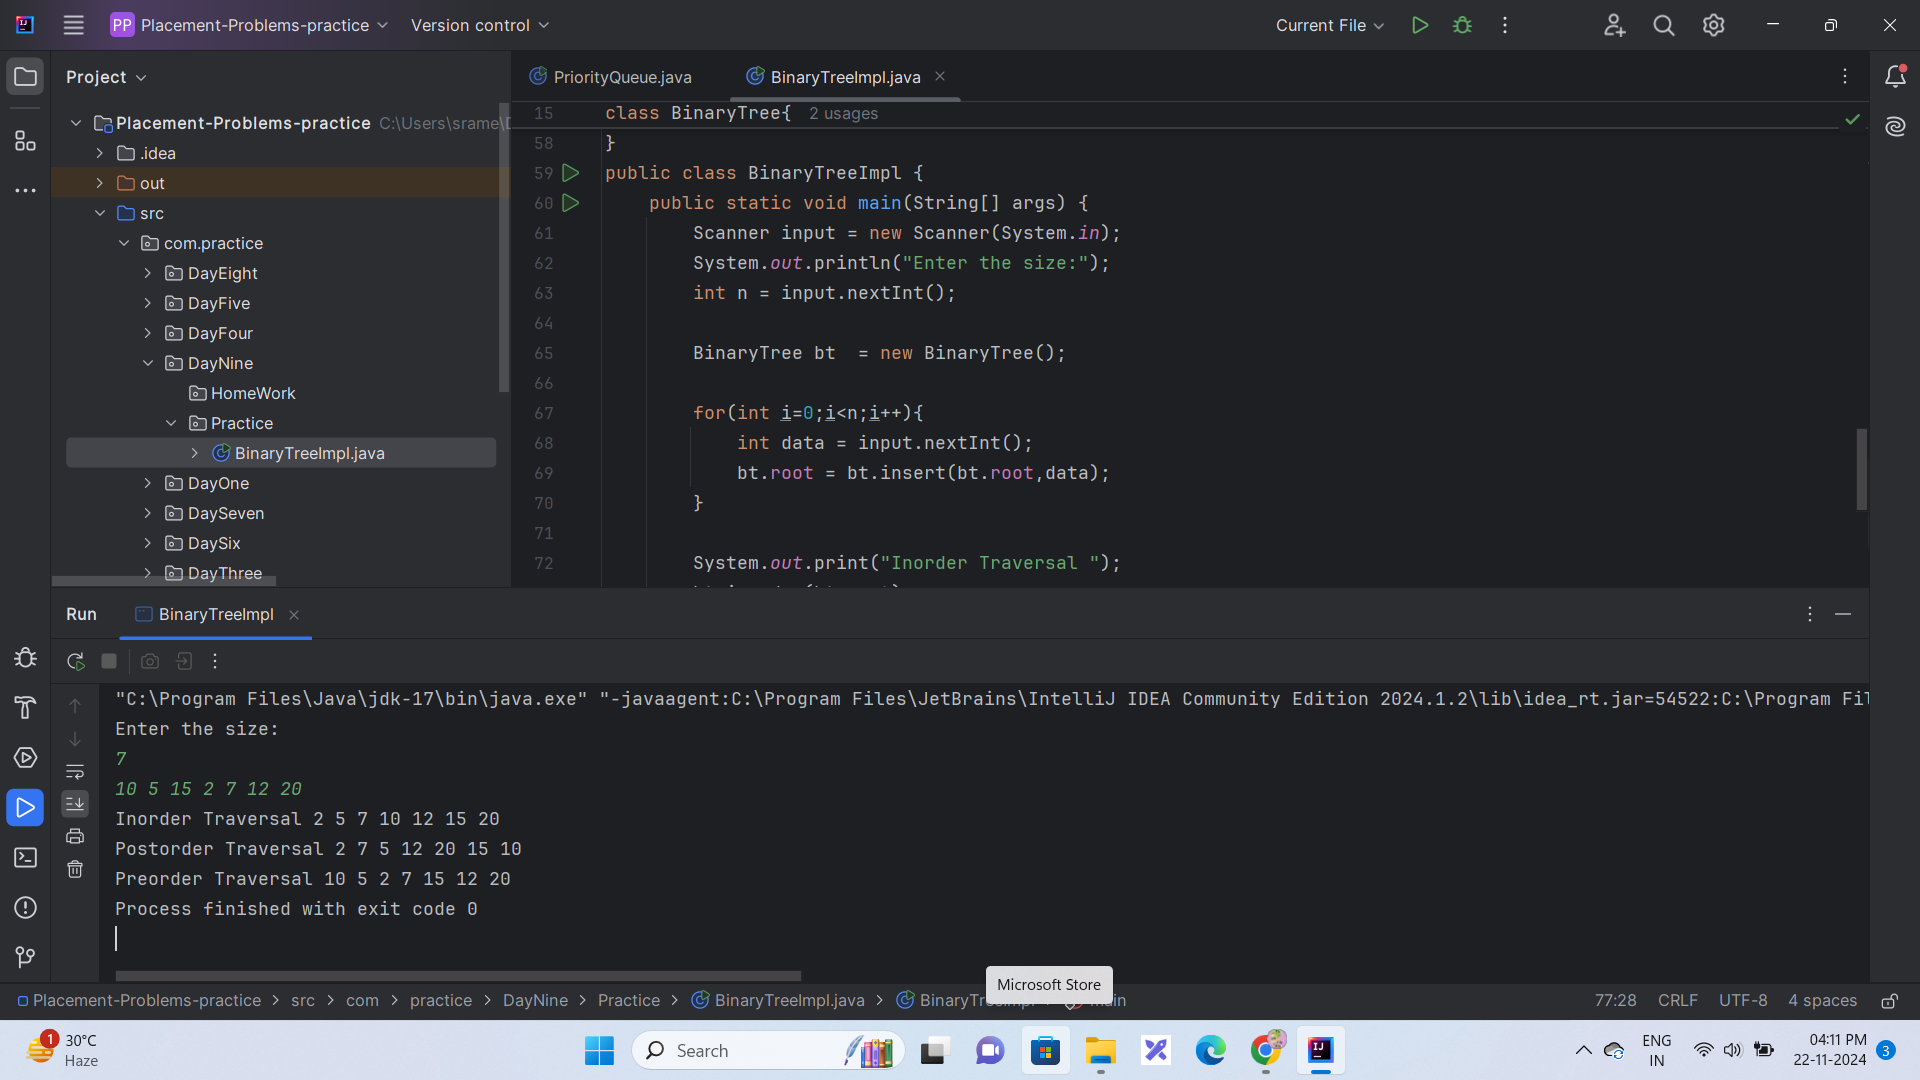 PP Placement-Problems-practice Version control Current File
Project
PriorityQueue.java BinaryTreeImpl.java
Placement-Problems-practice C:\Users\srame\D
.idea
out
src
com.practice
DayEight
DayFive
DayFour
DayNine
HomeWork
Practice
BinaryTreeImpl.java
DayOne
DaySeven
DaySix
DayThree
15 class BinaryTree{ 2 usages
58 }
59 public class BinaryTreeImpl {
60 public static void main(String[] args) {
61 Scanner input = new Scanner(System.in);
62 System.out.println("Enter the size:");
63 int n = input.nextInt();
64
65 BinaryTree bt  = new BinaryTree();
66
67 for(int i=0;i<n;i++){
68 int data = input.nextInt();
69 bt.root = bt.insert(bt.root,data);
70 }
71
72 System.out.print("Inorder Traversal ");
Run BinaryTreeImpl
"C:\Program Files\Java\jdk-17\bin\java.exe" "-javaagent:C:\Program Files\JetBrains\IntelliJ IDEA Community Edition 2024.1.2\lib\idea_rt.jar=54522:C:\Program Fil
Enter the size:
7
10 5 15 2 7 12 20
Inorder Traversal 2 5 7 10 12 15 20
Postorder Traversal 2 7 5 12 20 15 10
Preorder Traversal 10 5 2 7 15 12 20
Process finished with exit code 0
Microsoft Store
Placement-Problems-practice > src > com > practice > DayNine > Practice > BinaryTreeImpl.java > 77:28 CRLF UTF-8 4 spaces
1 30°C
Haze
Search
ENG
IN
04:11 PM
22-11-2024
3